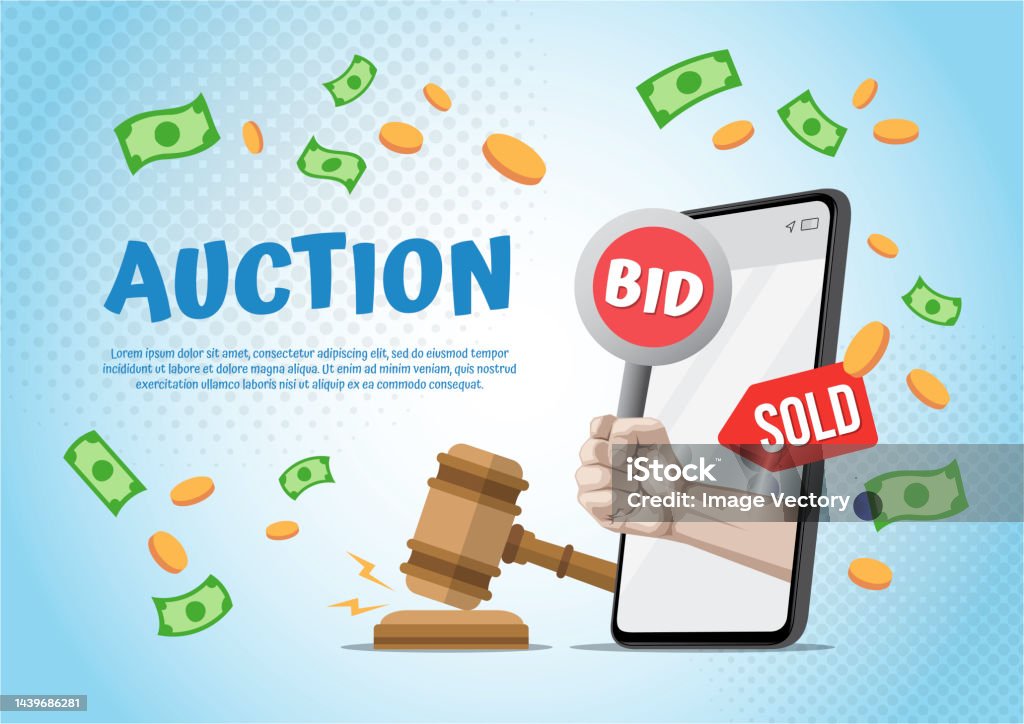 AUCTION
Lorem ipsum dolor sit amet, consectetur adipiscing elit, sed do eiusmod tempor
incididunt ut labore et dolore magna aliqua. Ut enim ad minim veniam, quis nostrud
exercitation ullamco laboris nisi ut aliquip ex ea commodo consequat.
BID
SOLD
iStock
Credit: Image Vectory
1439686281